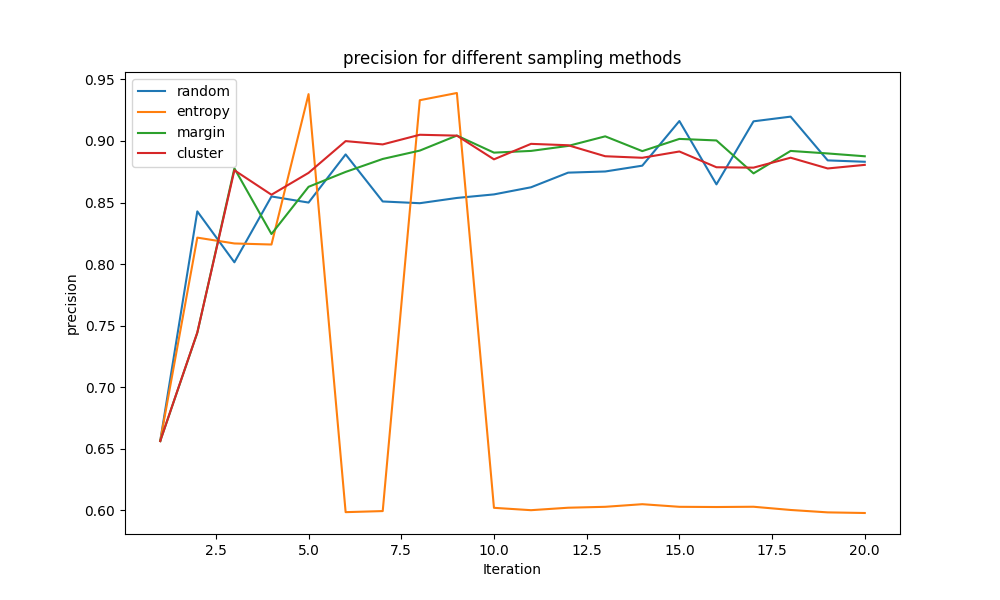 precision for different sampling methods
random
entropy
margin
cluster
precision
0.95
0.90
0.85
0.80
0.75
0.70
0.65
0.60
2.5 5.0 7.5 10.0 12.5 15.0 17.5 20.0
Iteration